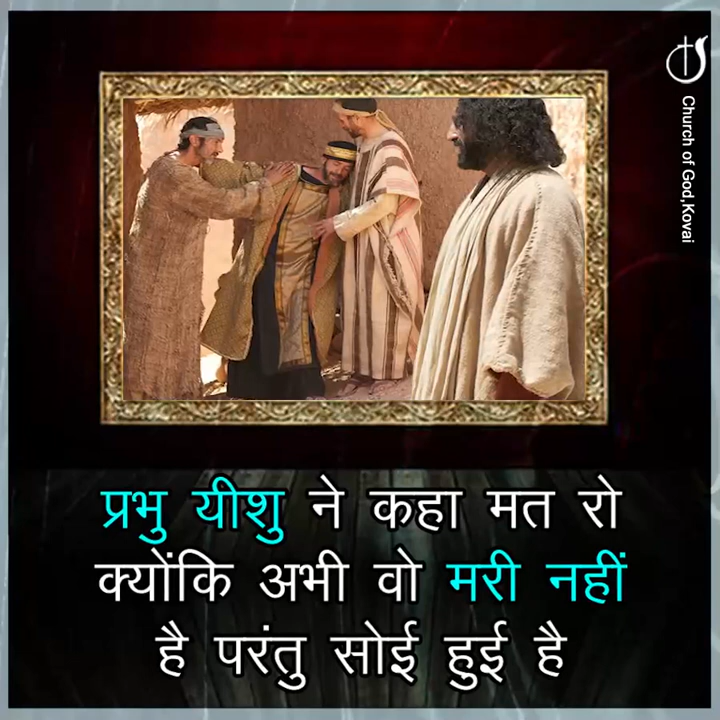 Church of God,Kovai
प्रभु यीशु ने कहा मत रो
क्योंकि अभी वो मरी नहीं
है परंतु सोई हुई है